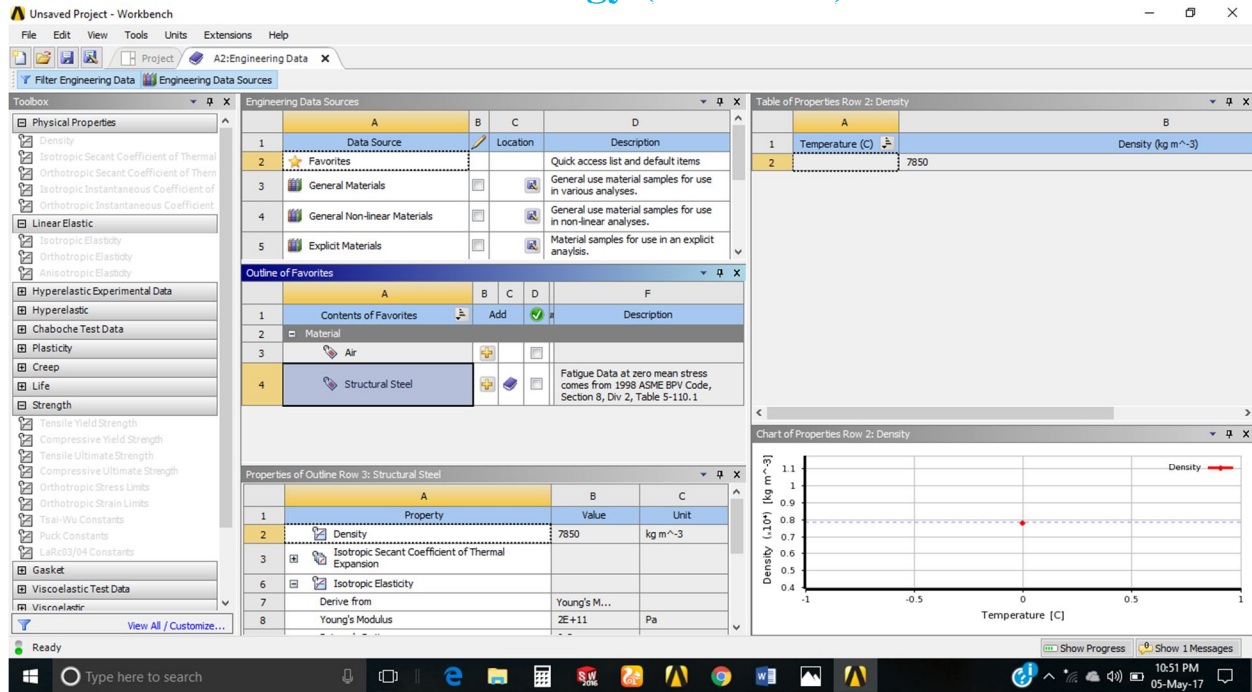 Unsaved Project - Workbench
File Edit View Tools Units Extensions Help
Project A2:Engineering Data X
Filter Engineering Data Engineering Data Sources
Toolbox
Physical Properties
Density
Isotropic Secant Coefficient of Thermal
Orthotropic Secant Coefficient of Therm
Isotropic Instantaneous Coefficient of
Orthotropic Instantaneous Coefficient
Linear Elastic
Isotropic Elasticity
Orthotropic Elasticity
Anisotropic Elasticity
Hyperelastic Experimental Data
Hyperelastic
Chaboche Test Data
Plasticity
Creep
Life
Strength
Tensile Yield Strength
Compressive Yield Strength
Tensile Ultimate Strength
Compressive Ultimate Strength
Orthotropic Stress Limits
Orthotropic Strain Limits
Tsai-Wu Constants
Puck Constants
LaRc03/04 Constants
Gasket
Viscoelastic Test Data
Viscoelastic
View All / Customize...
Engineering Data Sources
A B C D
1 Data Source Location Description
2 Favorites Quick access list and default items
3 General Materials General use material samples for use
in various analyses.
4 General Non-linear Materials General use material samples for use
in non-linear analyses.
5 Explicit Materials Material samples for use in an explicit
anaylsis.
Outline of Favorites
A B C D F
1 Contents of Favorites Add Description
2 Material
3 Air
4 Structural Steel Fatigue Data at zero mean stress
comes from 1998 ASME BPV Code,
Section 8, Div 2, Table 5-110.1
Properties of Outline Row 3: Structural Steel
A B C
1 Property Value Unit
2 Density 7850 kg m^-3
3 Isotropic Secant Coefficient of Thermal
Expansion
6 Isotropic Elasticity
7 Derive from Young's M...
8 Young's Modulus 2E+11 Pa
Table of Properties Row 2: Density
A B
1 Temperature (C) Density (kg m^-3)
2 7850
Chart of Properties Row 2: Density
Density (x10⁴) [kg m^-3]
1.1
1
0.9
0.8
0.7
0.6
0.5
0.4
-1 -0.5 0 0.5 1
Temperature [C]
Density
Ready
Show Progress Show 1 Messages
Type here to search
SW
2016
10:51 PM
05-May-17